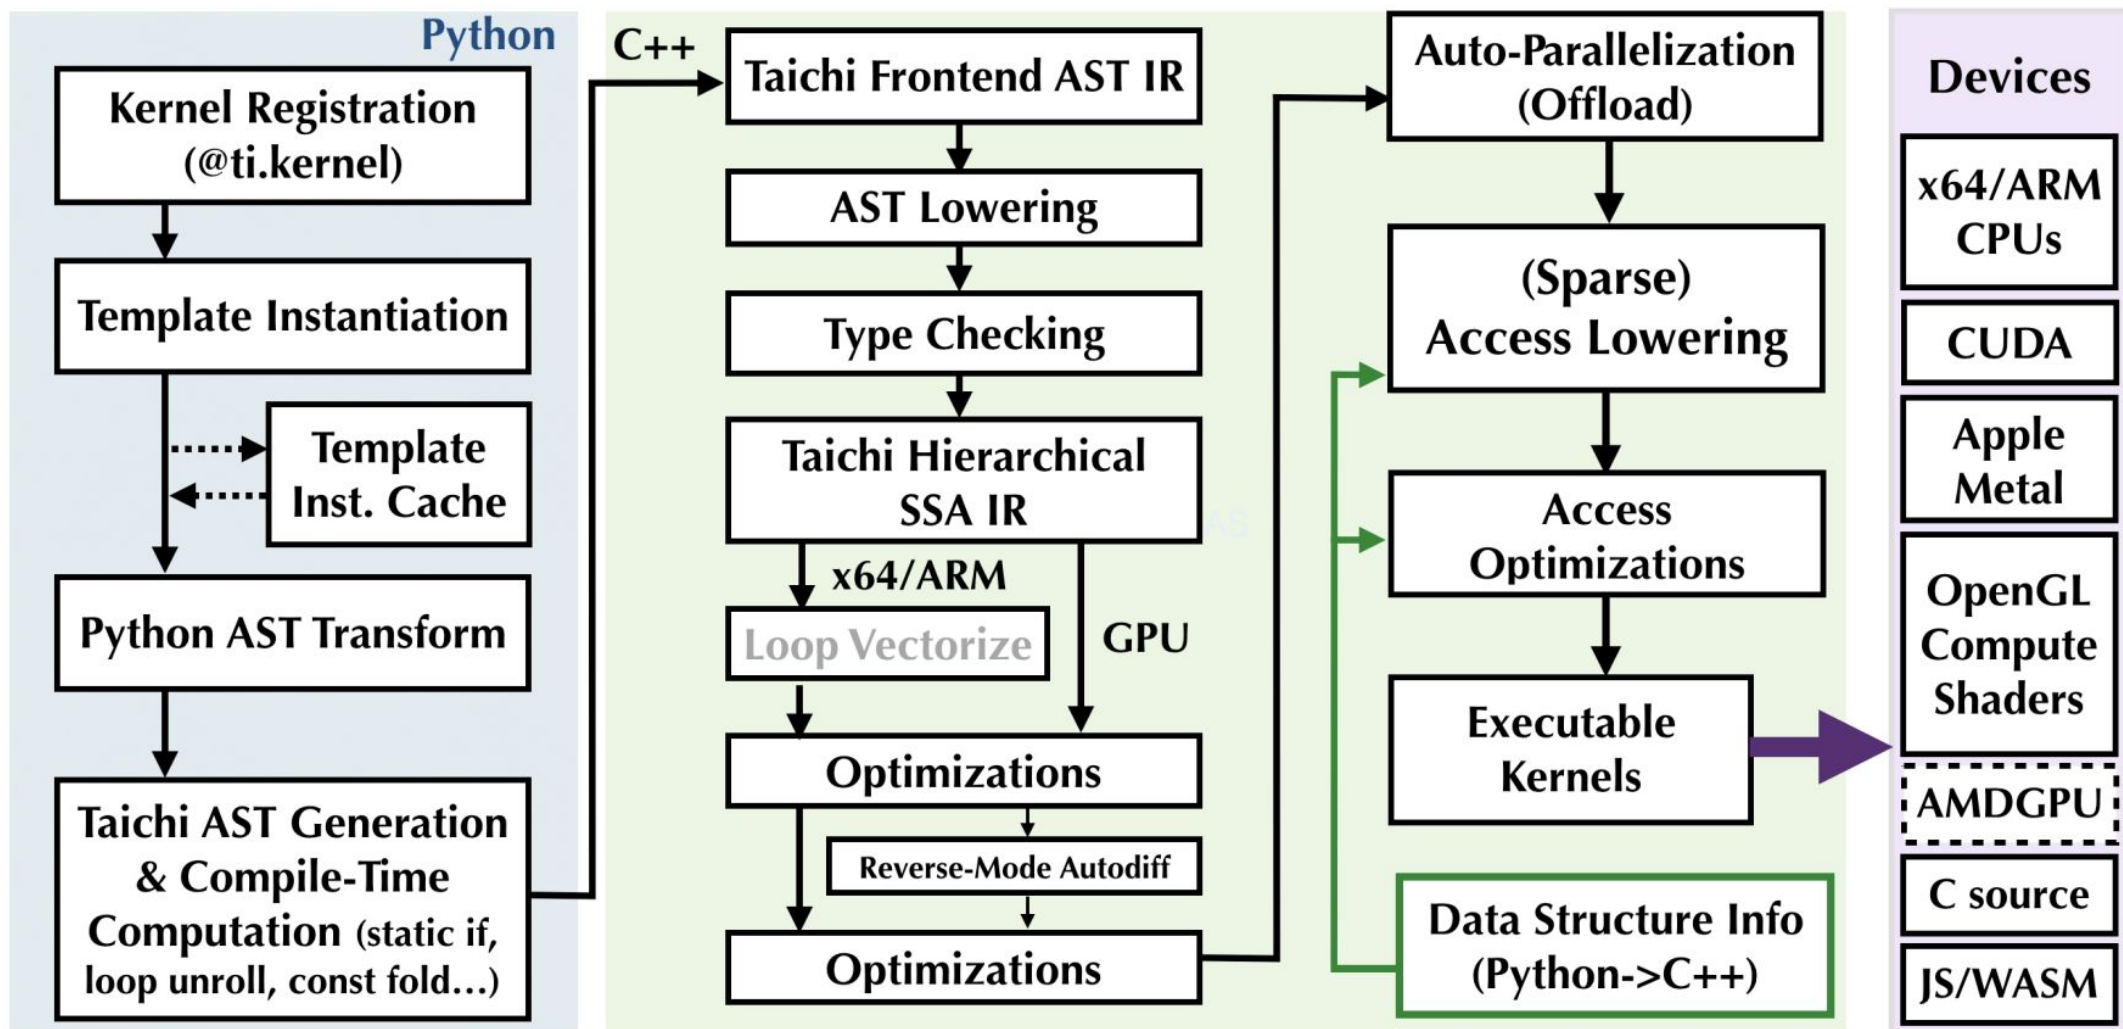 Python
Kernel Registration
(@ti.kernel)
Template Instantiation
Template
Inst. Cache
Python AST Transform
Taichi AST Generation
& Compile-Time
Computation (static if,
loop unroll, const fold...)
C++
Taichi Frontend AST IR
AST Lowering
Type Checking
Taichi Hierarchical
SSA IR
x64/ARM
Loop Vectorize
GPU
Optimizations
Reverse-Mode Autodiff
Optimizations
Auto-Parallelization
(Offload)
(Sparse)
Access Lowering
Access
Optimizations
Executable
Kernels
Data Structure Info
(Python->C++)
Devices
x64/ARM
CPUs
CUDA
Apple
Metal
OpenGL
Compute
Shaders
AMDGPU
C source
JS/WASM